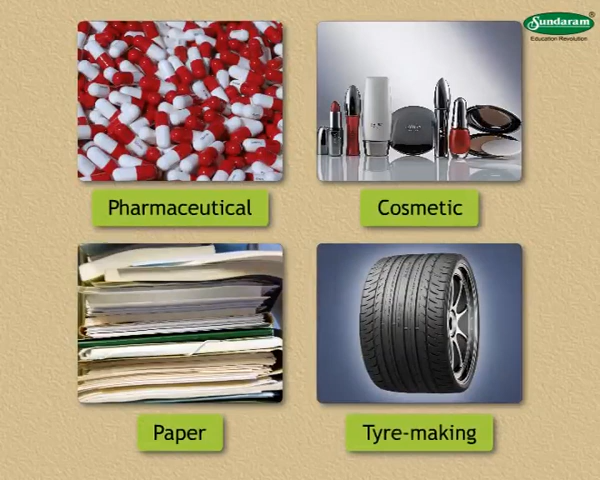 Sundaram®
Education Revolution
Pharmaceutical
Cosmetic
Paper
Tyre-making